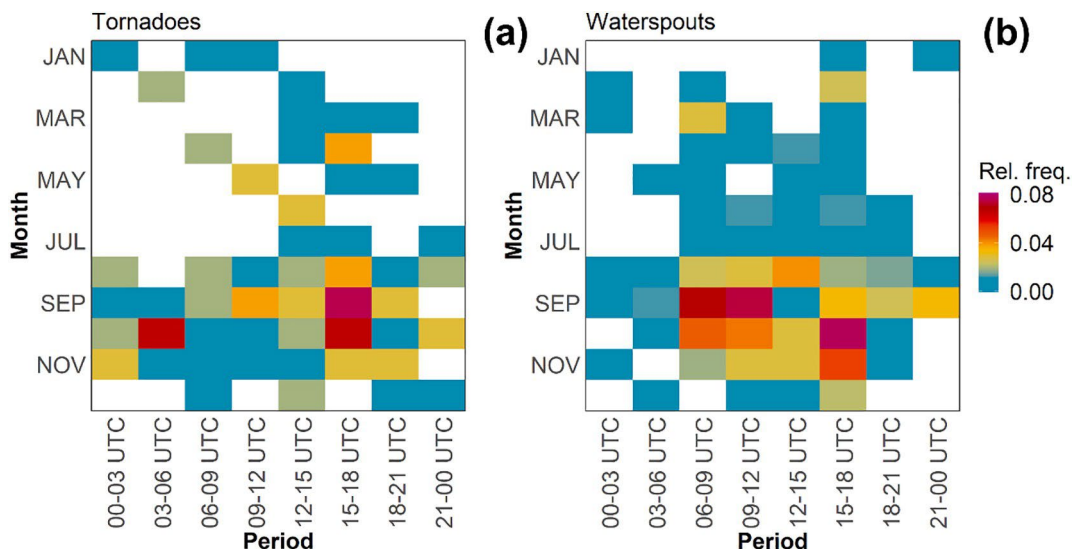 Tornadoes
(a)
Waterspouts
(b)
JAN
MAR
MAY
JUL
SEP
NOV
Month
00-03 UTC
03-06 UTC
06-09 UTC
09-12 UTC
12-15 UTC
15-18 UTC
18-21 UTC
21-00 UTC
Period
JAN
MAR
MAY
JUL
SEP
NOV
Month
00-03 UTC
03-06 UTC
06-09 UTC
09-12 UTC
12-15 UTC
15-18 UTC
18-21 UTC
21-00 UTC
Period
Rel. freq.
0.08
0.04
0.00